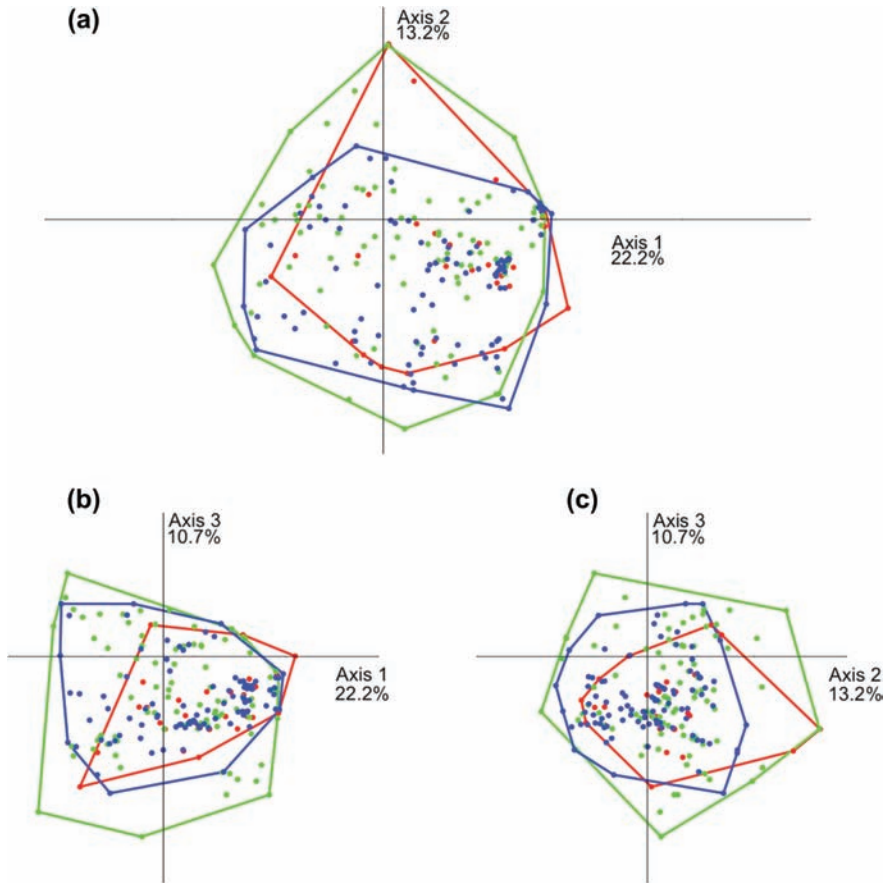 (a)
Axis 2
13.2%
Axis 1
22.2%
(b)
Axis 3
10.7%
Axis 1
22.2%
(c)
Axis 3
10.7%
Axis 2
13.2%